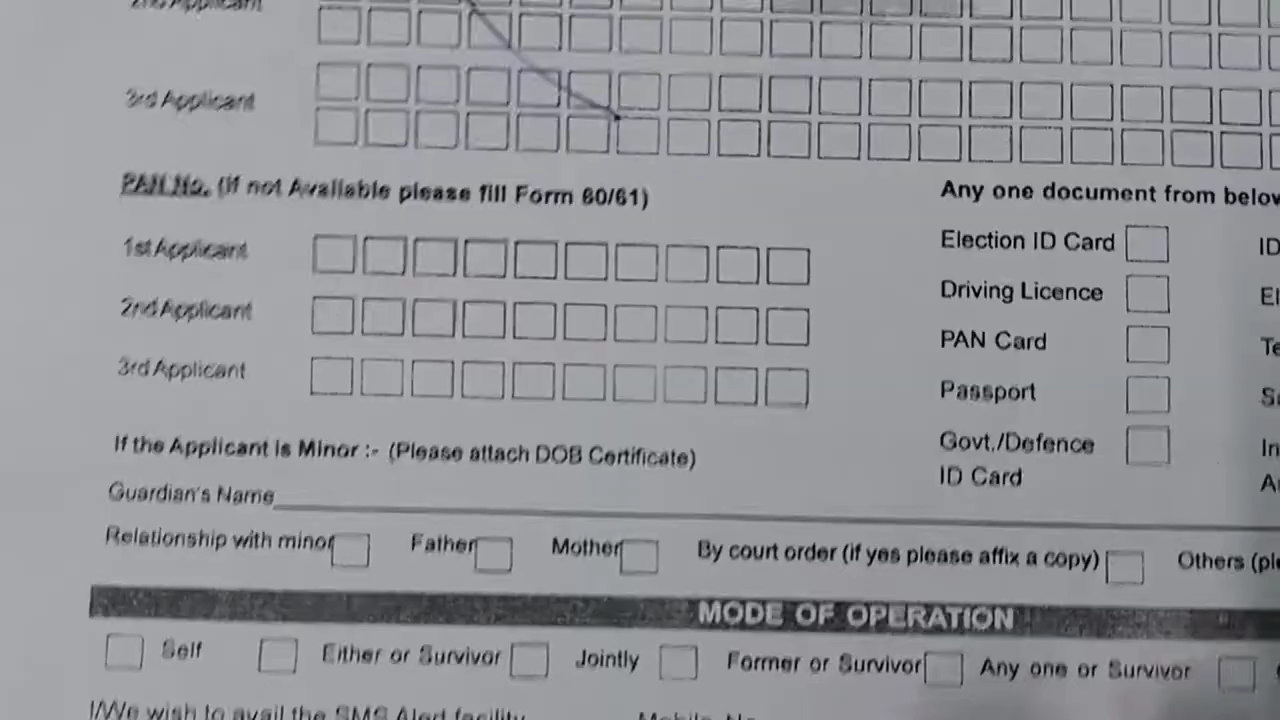 2nd Applicant
3rd Applicant
PAN No. (If not Available please fill Form 60/61)
1st Applicant
2nd Applicant
3rd Applicant
Any one document from below
Election ID Card
ID
Driving Licence
PAN Card
Passport
Govt./Defence
ID Card
If the Applicant is Minor :- (Please attach DOB Certificate)
Guardian's Name
Relationship with minor Father Mother By court order (if yes please affix a copy) Others
MODE OF OPERATION
Self Either or Survivor Jointly Former or Survivor Any one or Survivor
I/We wish to avail the SMS Alert facility Mobile No